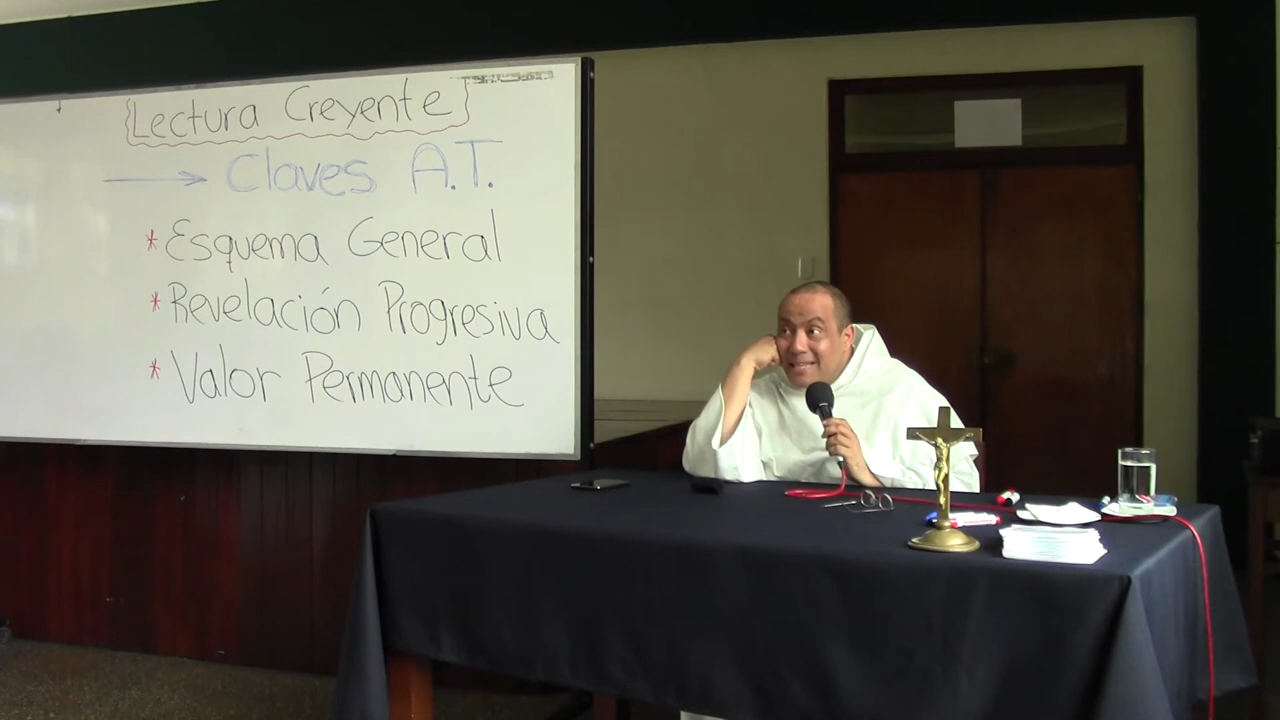 Lectura Creyente
→ Claves A.T.
* Esquema General
* Revelación Progresiva
* Valor Permanente